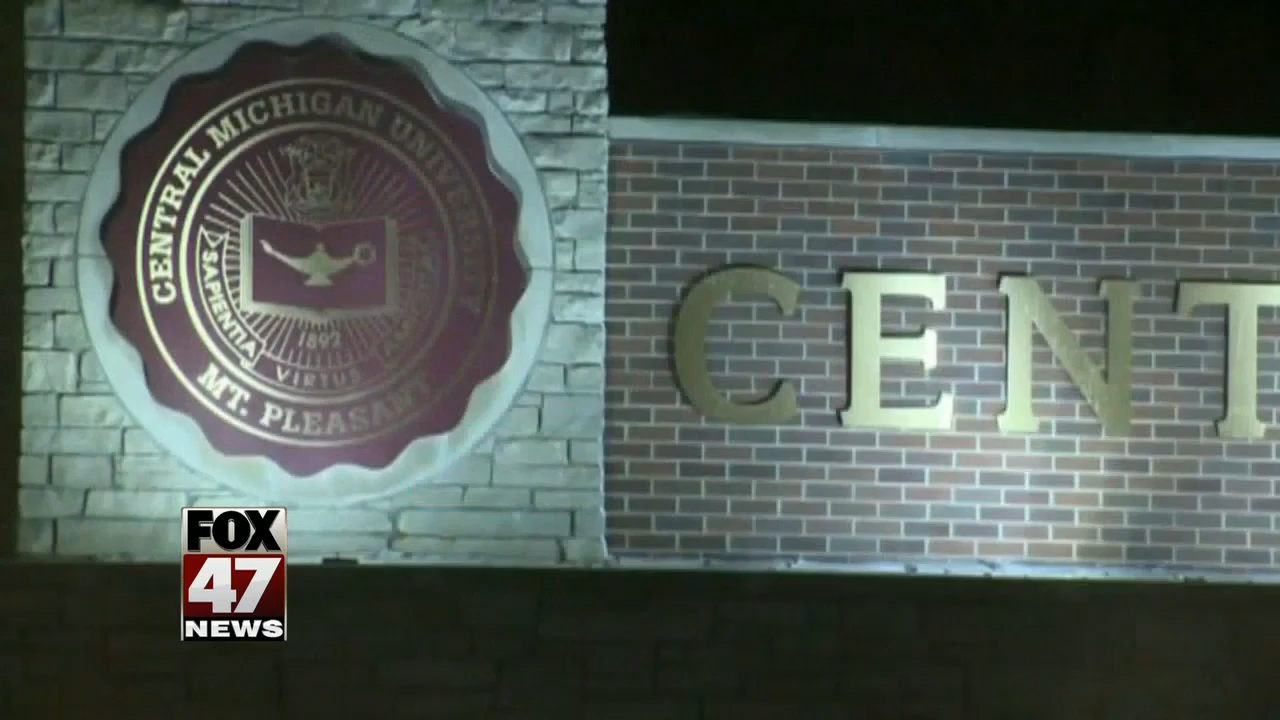 CENTRAL MICHIGAN UNIVERSITY
SAPIENTIA
1892
VIRTUS
MT. PLEASANT
CENT
FOX
47
NEWS